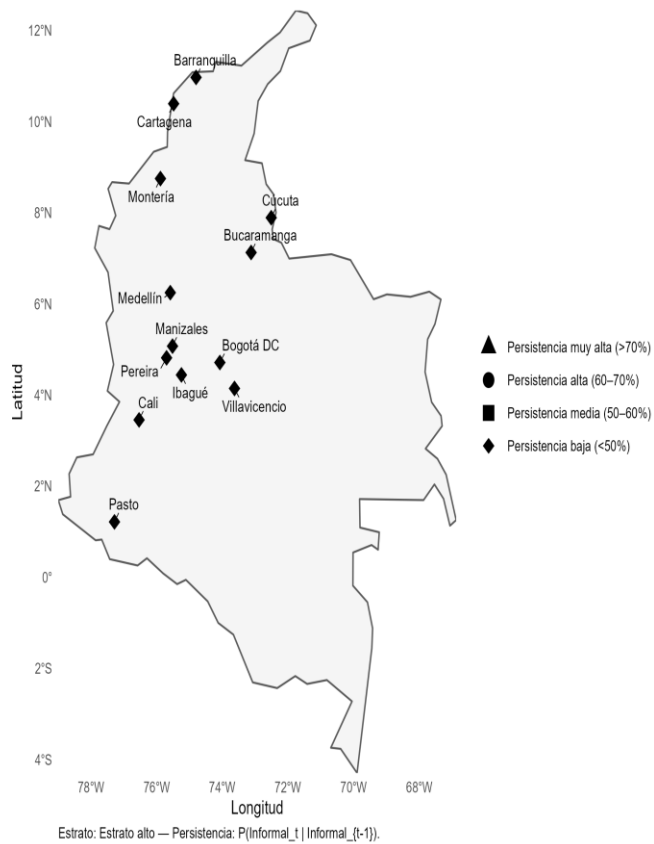 12°N
10°N
8°N
6°N
4°N
2°N
0°
2°S
4°S
Latitud
Barranquilla
Cartagena
Montería
Cúcuta
Bucaramanga
Medellín
Manizales
Bogotá DC
Pereira
Ibagué
Cali
Villavicencio
Pasto
Persistencia muy alta (>70%)
Persistencia alta (60–70%)
Persistencia media (50–60%)
Persistencia baja (<50%)
78°W 76°W 74°W 72°W 70°W 68°W
Longitud
Estrato: Estrato alto — Persistencia: P(Informal_t | Informal_{t-1}).